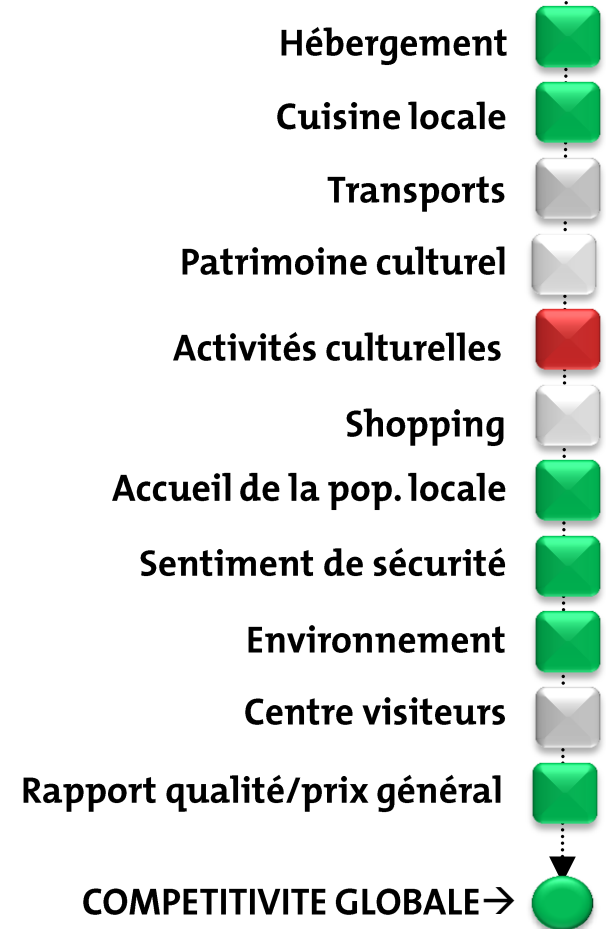 Hébergement
Cuisine locale
Transports
Patrimoine culturel
Activités culturelles
Shopping
Accueil de la pop. locale
Sentiment de sécurité
Environnement
Centre visiteurs
Rapport qualité/prix général
COMPETITIVITE GLOBALE→